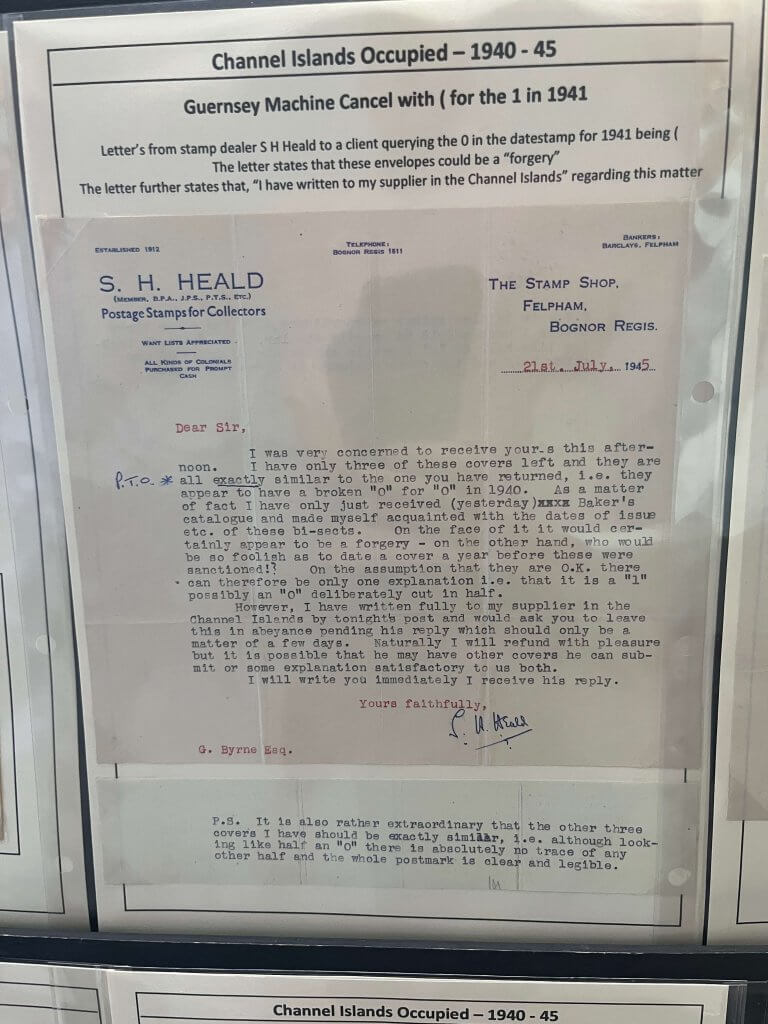 Channel Islands Occupied – 1940 - 45
Guernsey Machine Cancel with ( for the 1 in 1941
Letter's from stamp dealer S H Heald to a client querying the 0 in the datestamp for 1941 being (
The letter states that these envelopes could be a "forgery"
The letter further states that, "I have written to my supplier in the Channel Islands" regarding this matter
ESTABLISHED 1912
TELEPHONE:
BOGNOR REGIS 1611
BANKERS:
BARCLAYS, FELPHAM
S. H. HEALD
(MEMBER, B.P.A., J.P.S., P.T.S., ETC.)
Postage Stamps for Collectors
WANT LISTS APPRECIATED
ALL KINDS OF COLONIALS
PURCHASED FOR PROMPT
CASH
THE STAMP SHOP,
FELPHAM,
BOGNOR REGIS.
21st. July, 1945
Dear Sir,
I was very concerned to receive your.s this after-
noon. I have only three of these covers left and they are
P.T.O. * all exactly similar to the one you have returned, i.e. they
appear to have a broken "O" for "O" in 1940. As a matter
of fact I have only just received (yesterday)xxxx Baker's
catalogue and made myself acquainted with the dates of issue
etc. of these bi-sects. On the face of it it would cer-
tainly appear to be a forgery - on the other hand, who would
be so foolish as to date a cover a year before these were
sanctioned!? On the assumption that they are O.K. there
can therefore be only one explanation i.e. that it is a "1"
possibly an "O" deliberately cut in half.
However, I have written fully to my supplier in the
Channel Islands by tonight's post and would ask you to leave
this in abeyance pending his reply which should only be a
matter of a few days. Naturally I will refund with pleasure
but it is possible that he may have other covers he can sub-
mit or some explanation satisfactory to us both.
I will write you immediately I receive his reply.
Yours faithfully,
S. H. Heald
G. Byrne Esq.
P.S. It is also rather extraordinary that the other three
covers I have should be exactly similar, i.e. although look-
ing like half an "O" there is absolutely no trace of any
other half and the whole postmark is clear and legible.
Channel Islands Occupied – 1940 - 45